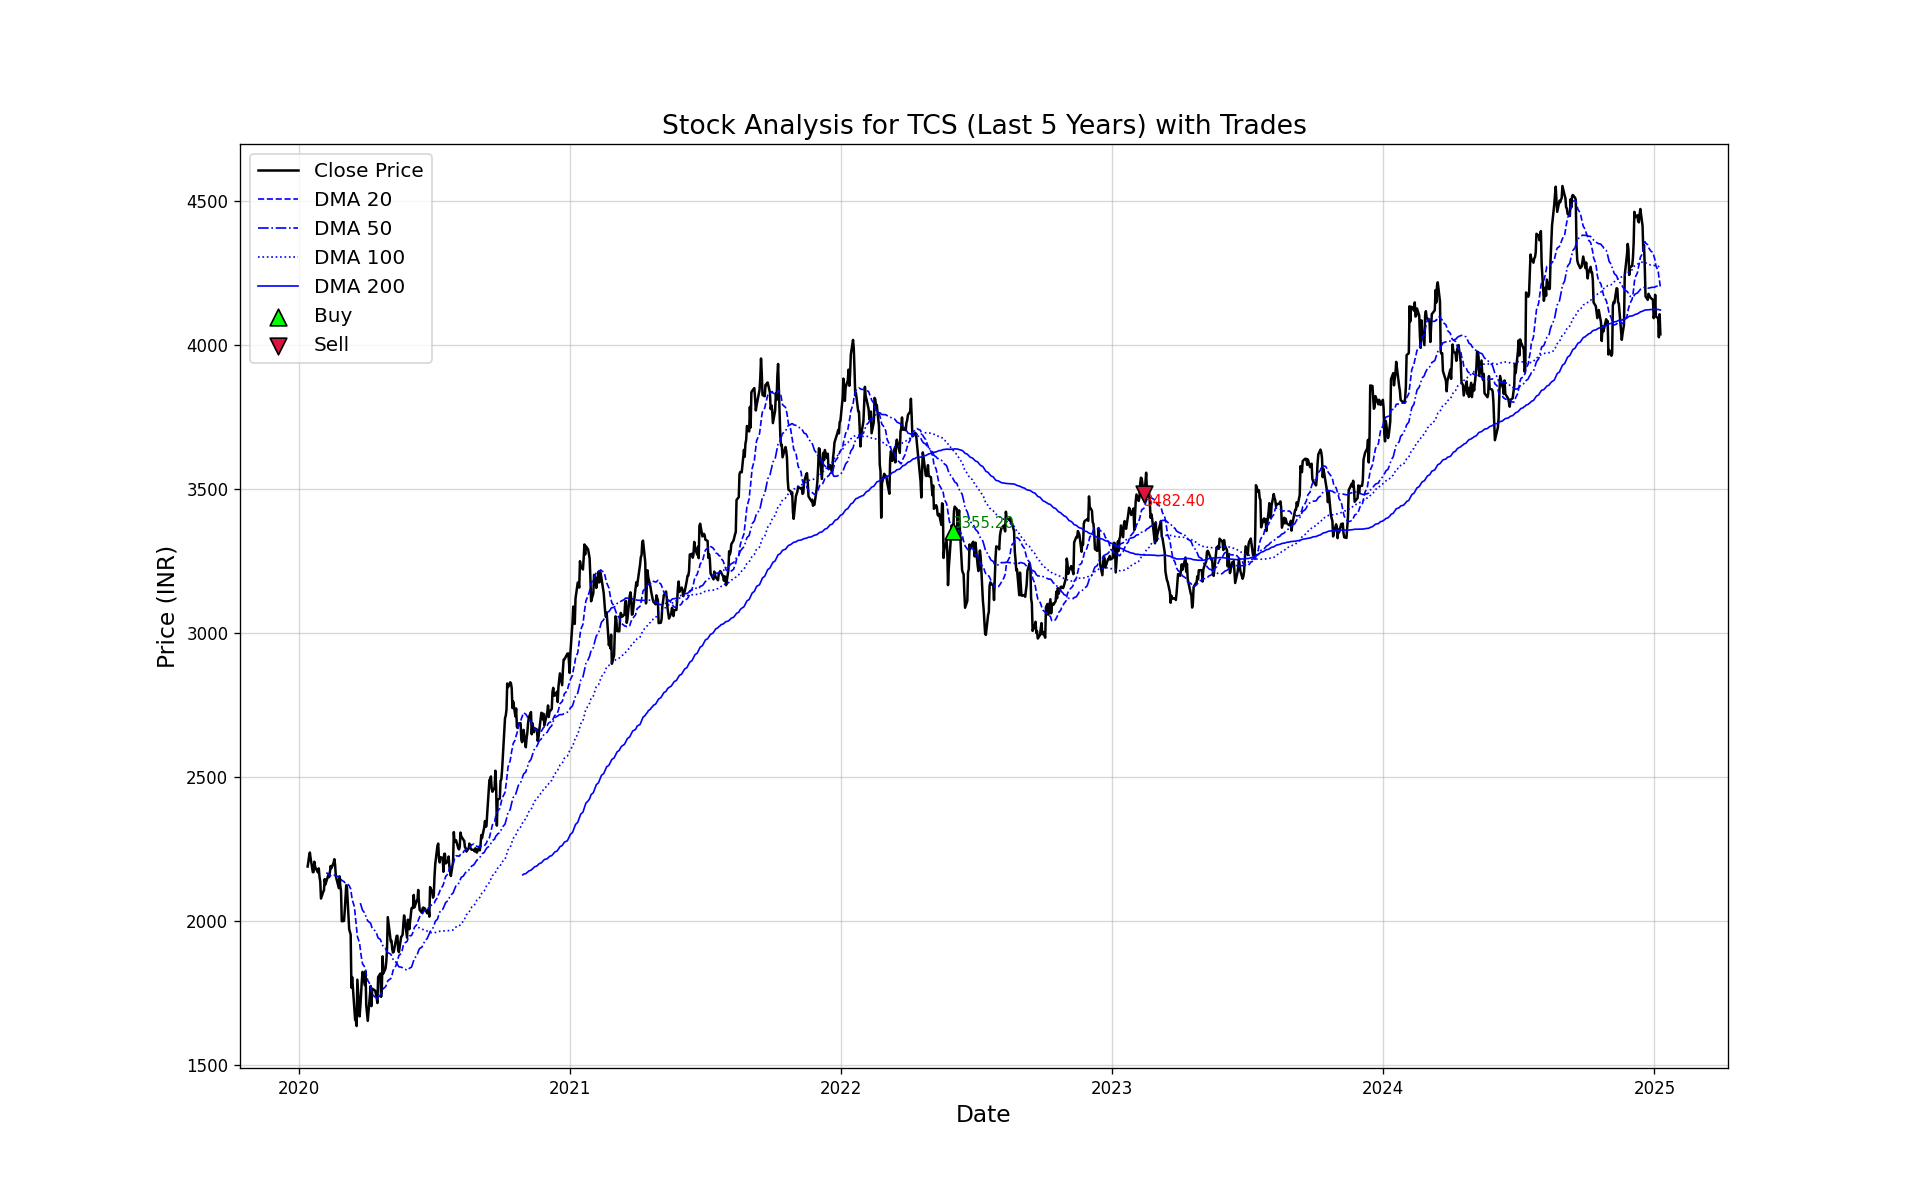 Stock Analysis for TCS (Last 5 Years) with Trades
Close Price
DMA 20
DMA 50
DMA 100
DMA 200
Buy
Sell
4500
4000
3500
3000
2500
2000
1500
Price (INR)
3482.40
3355.20
2020
2021
2022
2023
2024
2025
Date